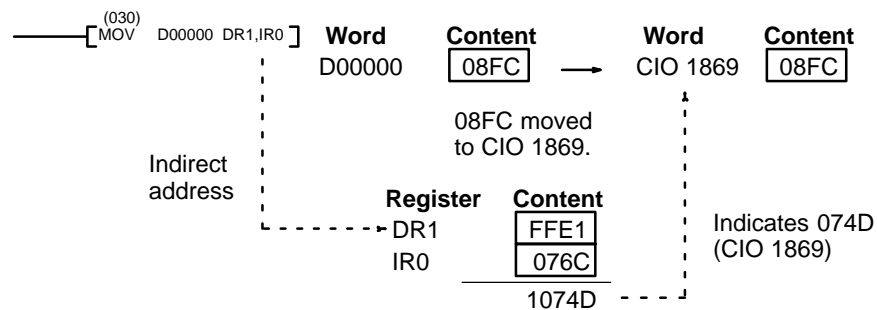 (030)
[MOV D00000 DR1,IR0]
Word Content Word Content
D00000 08FC CIO 1869 08FC
08FC moved
to CIO 1869.
Indirect
address
Register Content
DR1 FFE1
IR0 076C
1074D
Indicates 074D
(CIO 1869)